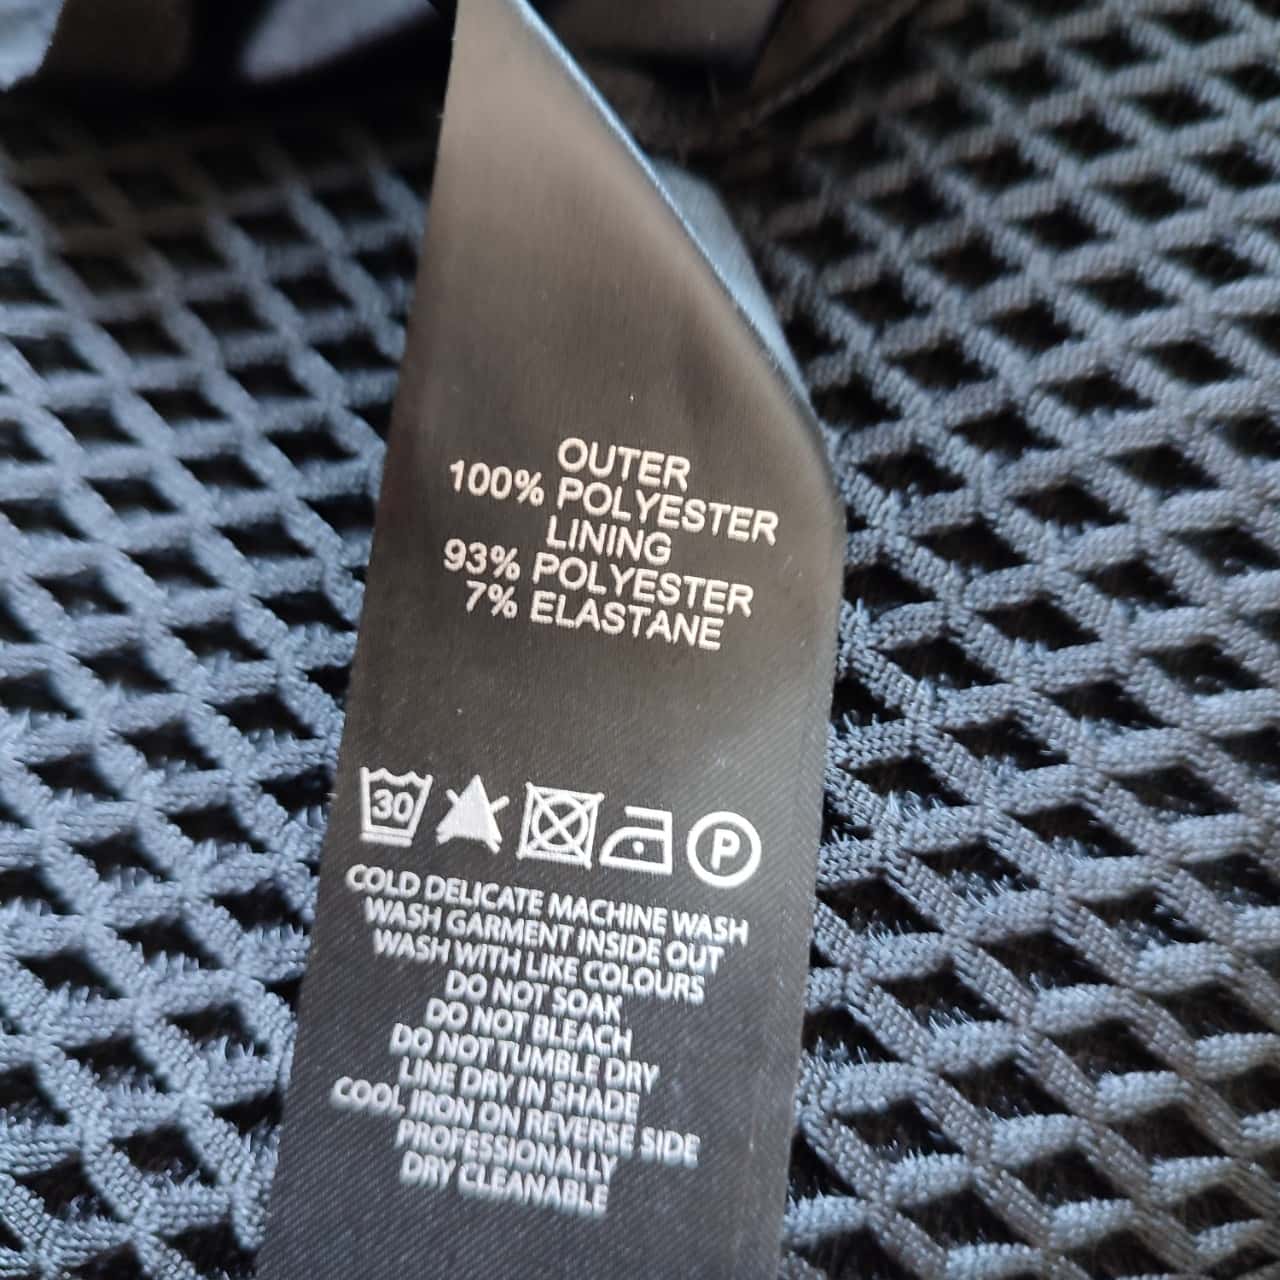 OUTER
100% POLYESTER
LINING
93% POLYESTER
7% ELASTANE
30 P
COLD DELICATE MACHINE WASH
WASH GARMENT INSIDE OUT
WASH WITH LIKE COLOURS
DO NOT SOAK
DO NOT BLEACH
DO NOT TUMBLE DRY
LINE DRY IN SHADE
COOL IRON ON REVERSE SIDE
PROFESSIONALLY
DRY CLEANABLE